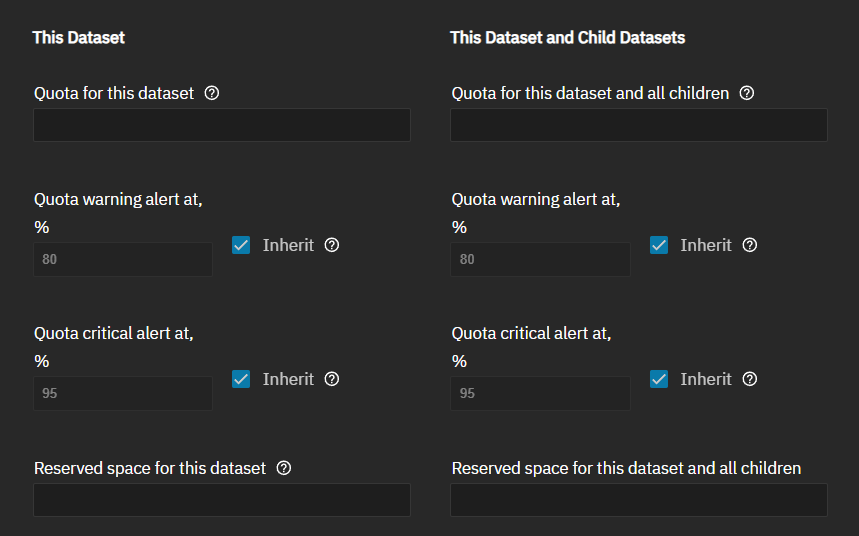 This Dataset
Quota for this dataset
Quota warning alert at,
%
80
Inherit
Quota critical alert at,
%
95
Inherit
Reserved space for this dataset
This Dataset and Child Datasets
Quota for this dataset and all children
Quota warning alert at,
%
80
Inherit
Quota critical alert at,
%
95
Inherit
Reserved space for this dataset and all children